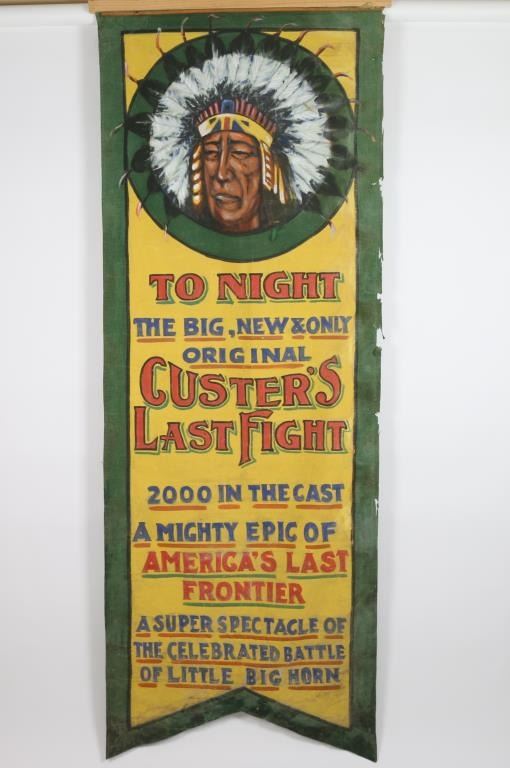 TO NIGHT
THE BIG, NEW & ONLY
ORIGINAL
CUSTER'S
LAST FIGHT
2000 IN THE CAST
A MIGHTY EPIC OF
AMERICA'S LAST
FRONTIER
A SUPER SPECTACLE OF
THE CELEBRATED BATTLE
OF LITTLE BIG HORN